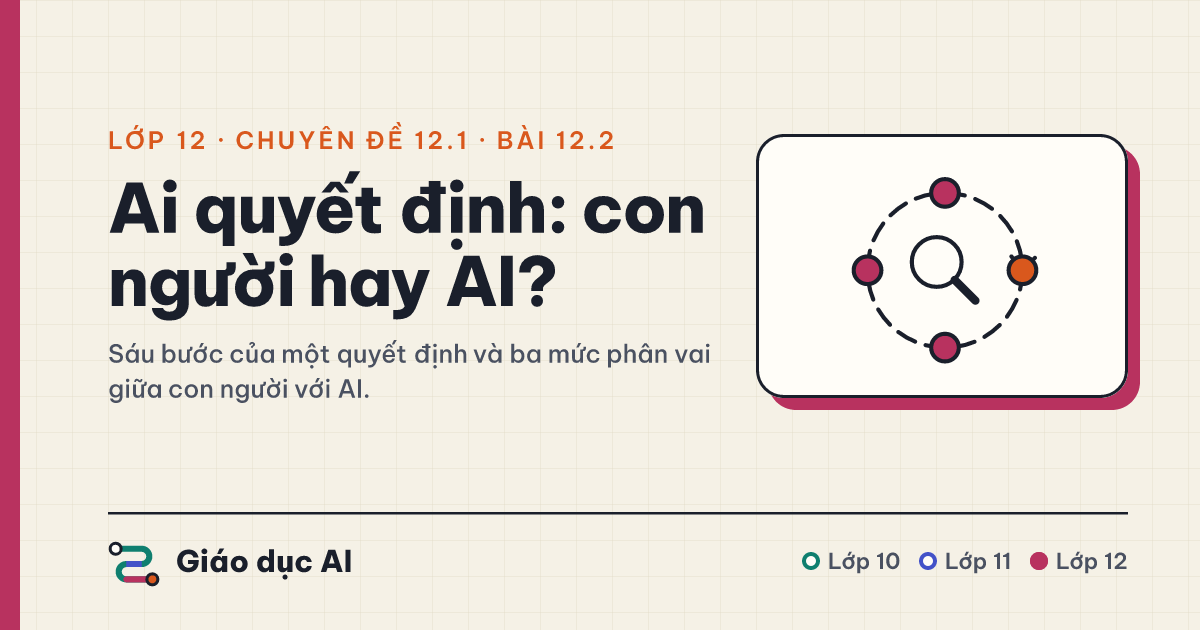 LỚP 12 · CHUYÊN ĐỀ 12.1 · BÀI 12.2
Ai quyết định: con
người hay AI?
Sáu bước của một quyết định và ba mức phân vai
giữa con người với AI.
Giáo dục AI
Lớp 10
Lớp 11
Lớp 12